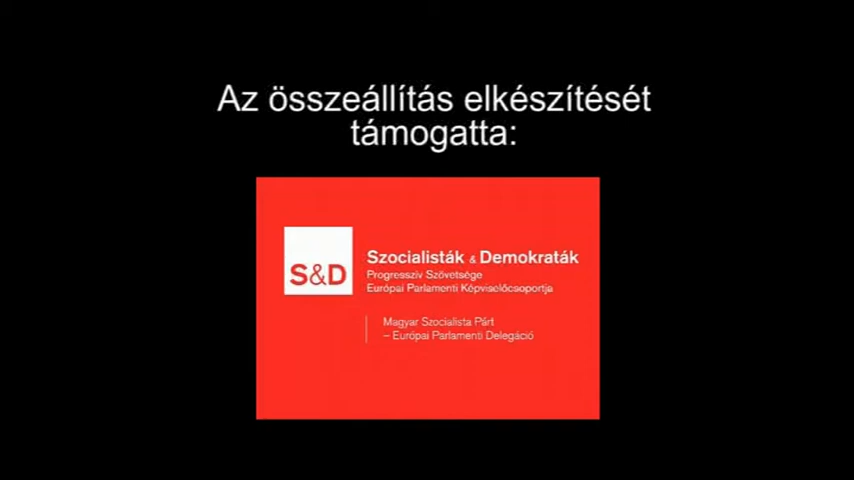 Az összeállítás elkészítését
támogatta:
S&D
Szocialisták & Demokraták
Progresszív Szövetsége
Európai Parlamenti Képviselőcsoportja
Magyar Szocialista Párt
– Európai Parlamenti Delegáció